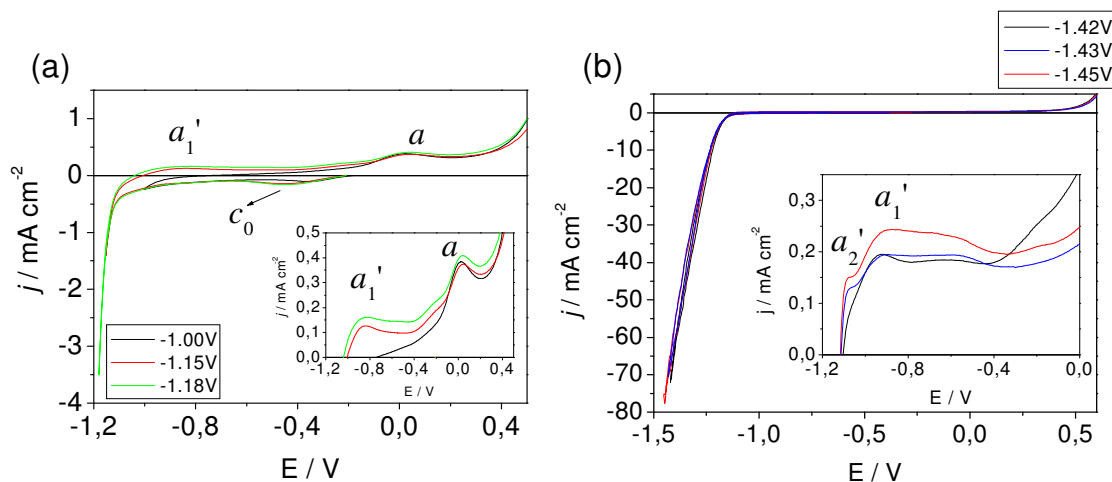 (a)
a₁'
a
c₀
j / mA cm⁻²
1
0
-1
-2
-3
-4
-1,2
-0,8
-0,4
0,0
0,4
E / V
-1.00V
-1.15V
-1.18V
a₁'
a
j / mA cm⁻²
0,5
0,4
0,3
0,2
0,1
0,0
-1,2
-0,8
-0,4
0,0
0,4
E / V
(b)
-1.42V
-1.43V
-1.45V
j / mA cm⁻²
0
-10
-20
-30
-40
-50
-60
-70
-80
-1,5
-1,0
-0,5
0,0
0,5
E / V
a₁'
a₂'
j / mA cm⁻²
0,3
0,2
0,1
0,0
-1,2
-0,8
-0,4
0,0
E / V